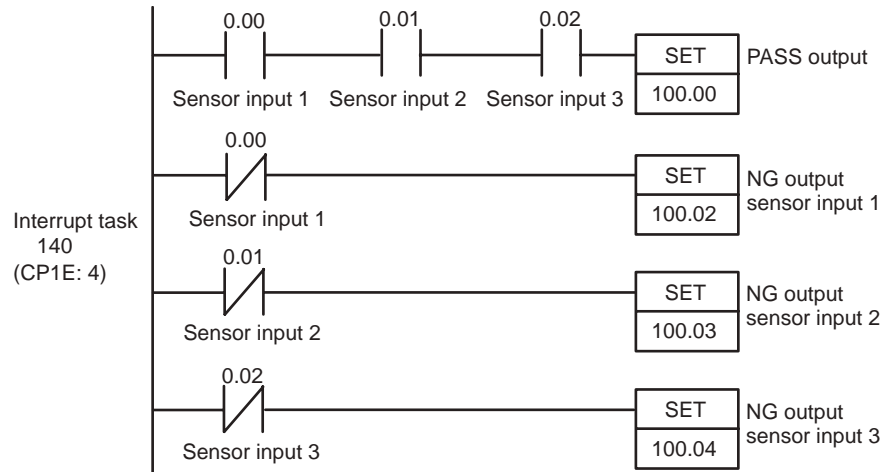 0.00 0.01 0.02
SET PASS output
100.00
Sensor input 1 Sensor input 2 Sensor input 3
0.00
SET NG output
sensor input 1
100.02
Sensor input 1
Interrupt task
140
(CP1E: 4)
0.01
SET NG output
sensor input 2
100.03
Sensor input 2
0.02
SET NG output
sensor input 3
100.04
Sensor input 3